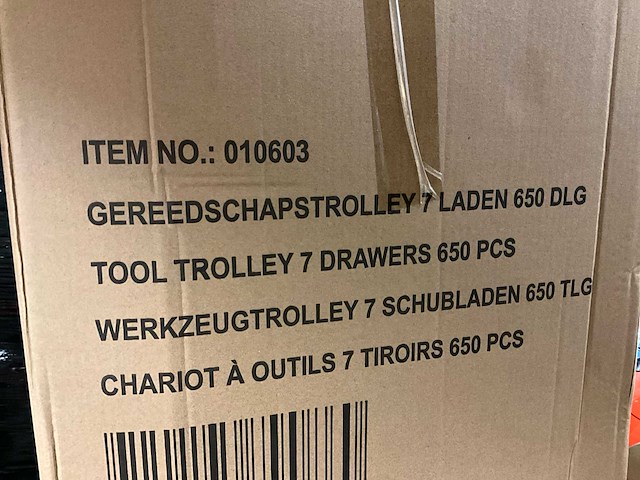 ITEM NO.: 010603
GEREEDSCHAPSTROLLEY 7 LADEN 650 DLG
TOOL TROLLEY 7 DRAWERS 650 PCS
WERKZEUGTROLLEY 7 SCHUBLADEN 650 TLG
CHARIOT À OUTILS 7 TIROIRS 650 PCS